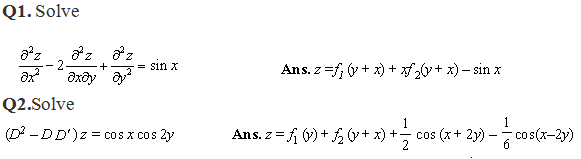 Q1. Solve
∂²z/∂x² − 2 ∂²z/∂x∂y + ∂²z/∂y² = sin x Ans. z = f₁ (y + x) + xf₂(y + x) – sin x
Q2.Solve
(D² – D D′) z = cos x cos 2y Ans. z = f₁ (y) + f₂ (y + x) + 1/2 cos (x + 2y) – 1/6 cos(x–2y)